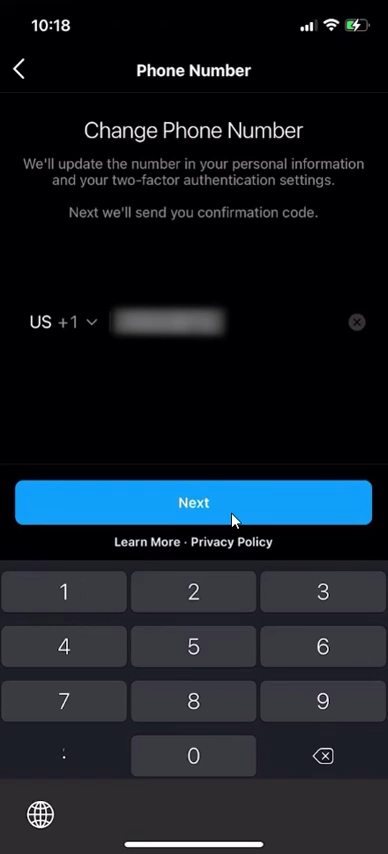 10:18
Phone Number
Change Phone Number
We'll update the number in your personal information
and your two-factor authentication settings.
Next we'll send you confirmation code.
US +1
Next
Learn More · Privacy Policy
1 2 3
4 5 6
7 8 9
0